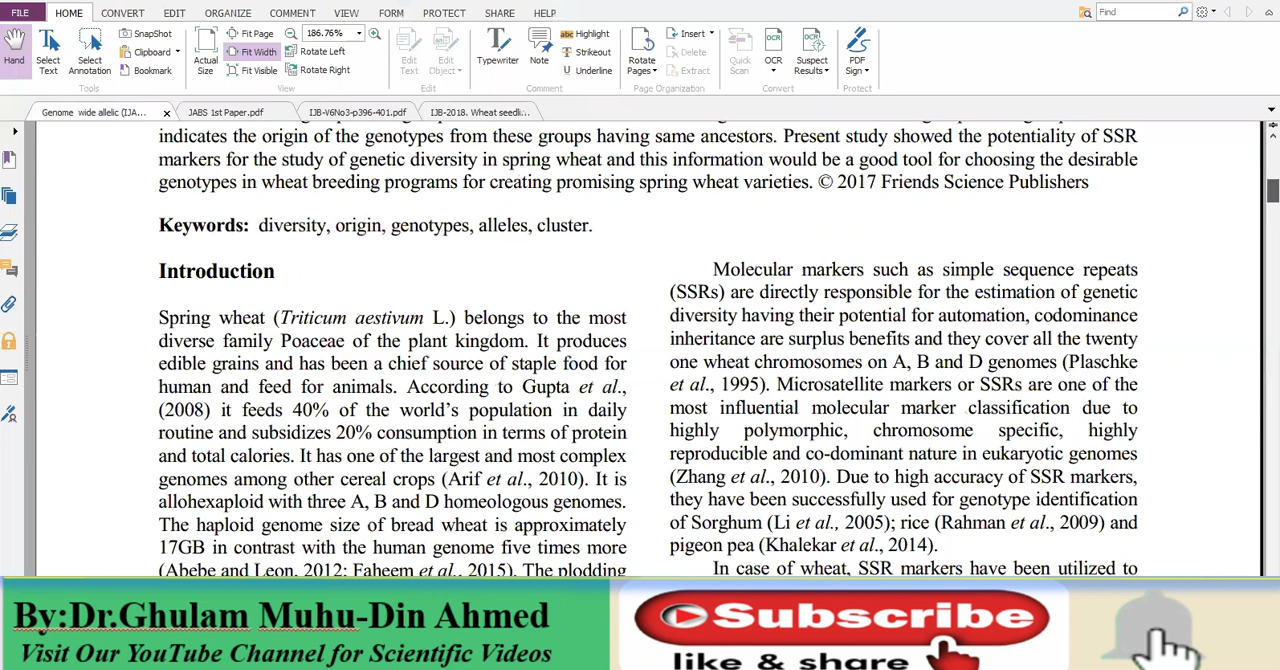 FILE HOME CONVERT EDIT ORGANIZE COMMENT VIEW FORM PROTECT SHARE HELP Find
Hand Select Text Select Annotation SnapShot Clipboard Bookmark Tools
Actual Size Fit Page Fit Width Fit Visible 186.76% Rotate Left Rotate Right View
Edit Text Edit Object Edit
Typewriter Note Highlight Strikeout Underline Comment
Rotate Pages Insert Delete Extract Page Organization
Quick Scan OCR Suspect Results Convert
PDF Sign Protect
Genome wide allelic (IJA... JABS 1st Paper.pdf IJB-V6No3-p396-401.pdf IJB-2018. Wheat seedli...
indicates the origin of the genotypes from these groups having same ancestors. Present study showed the potentiality of SSR
markers for the study of genetic diversity in spring wheat and this information would be a good tool for choosing the desirable
genotypes in wheat breeding programs for creating promising spring wheat varieties. © 2017 Friends Science Publishers
Keywords: diversity, origin, genotypes, alleles, cluster.
Introduction
Spring wheat (Triticum aestivum L.) belongs to the most
diverse family Poaceae of the plant kingdom. It produces
edible grains and has been a chief source of staple food for
human and feed for animals. According to Gupta et al.,
(2008) it feeds 40% of the world's population in daily
routine and subsidizes 20% consumption in terms of protein
and total calories. It has one of the largest and most complex
genomes among other cereal crops (Arif et al., 2010). It is
allohexaploid with three A, B and D homeologous genomes.
The haploid genome size of bread wheat is approximately
17GB in contrast with the human genome five times more
(Abebe and Leon, 2012; Faheem et al., 2015). The plodding
Molecular markers such as simple sequence repeats
(SSRs) are directly responsible for the estimation of genetic
diversity having their potential for automation, codominance
inheritance are surplus benefits and they cover all the twenty
one wheat chromosomes on A, B and D genomes (Plaschke
et al., 1995). Microsatellite markers or SSRs are one of the
most influential molecular marker classification due to
highly polymorphic, chromosome specific, highly
reproducible and co-dominant nature in eukaryotic genomes
(Zhang et al., 2010). Due to high accuracy of SSR markers,
they have been successfully used for genotype identification
of Sorghum (Li et al., 2005); rice (Rahman et al., 2009) and
pigeon pea (Khalekar et al., 2014).
In case of wheat, SSR markers have been utilized to
By:Dr.Ghulam Muhu-Din Ahmed
Visit Our YouTube Channel for Scientific Videos
Subscribe
like & share